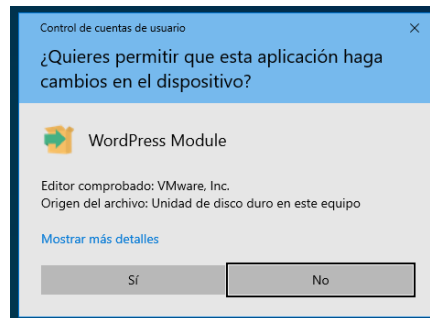 Control de cuentas de usuario
¿Quieres permitir que esta aplicación haga
cambios en el dispositivo?
WordPress Module
Editor comprobado: VMware, Inc.
Origen del archivo: Unidad de disco duro en este equipo
Mostrar más detalles
Sí
No